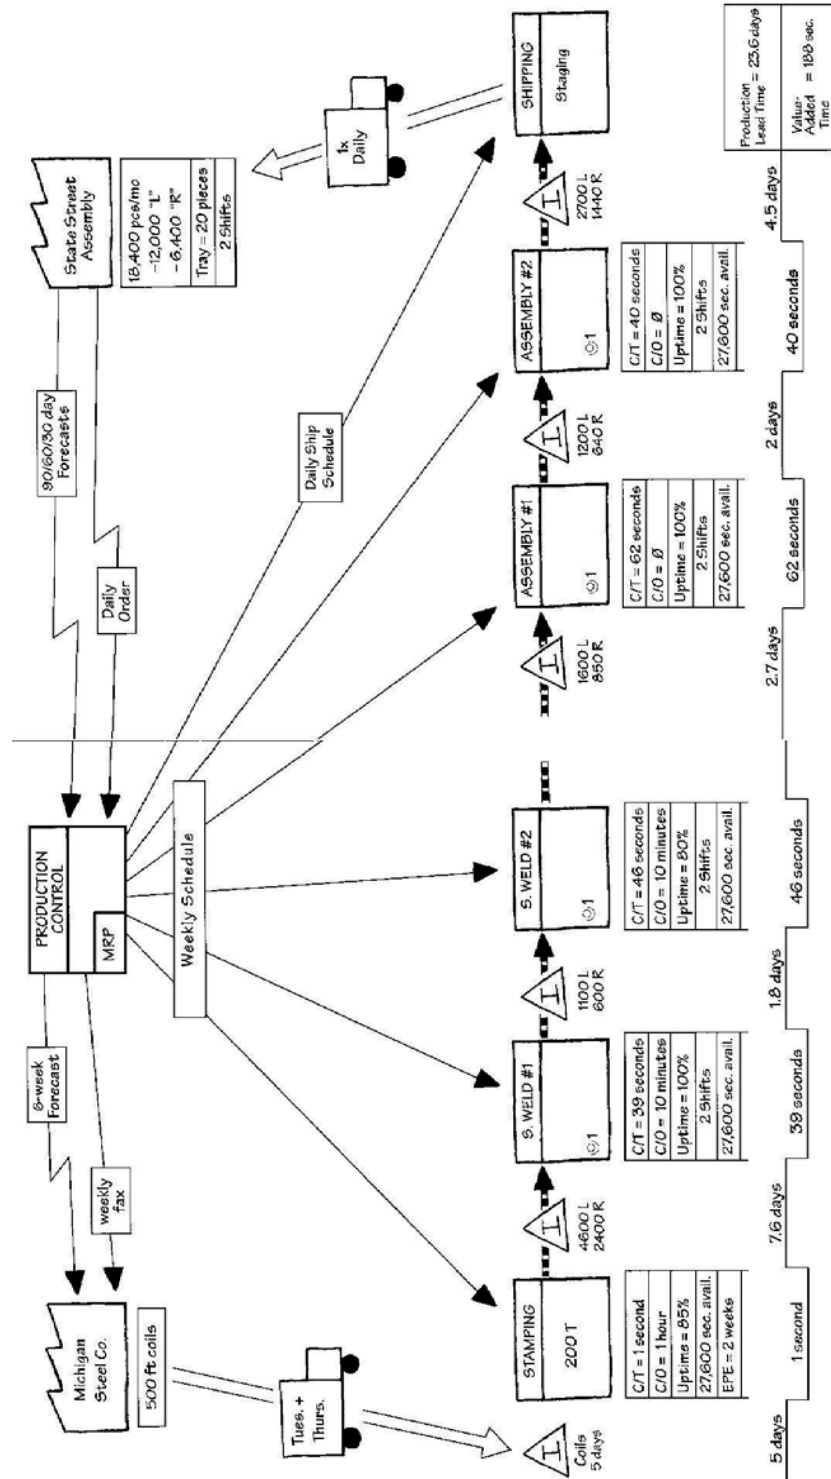 Michigan
Steel Co.
500 ft coils
Tues. +
Thurs.
Coils
5 days
6-week
Forecast
weekly
fax
PRODUCTION
CONTROL
MRP
Weekly Schedule
90/60/30 day
Forecasts
Daily
Order
Daily Ship
Schedule
State Street
Assembly
18,400 pcs/mo
-12,000 "L"
- 6,400 "R"
Tray = 20 pieces
2 Shifts
1x
Daily
STAMPING
200 T
C/T = 1 second
C/O = 1 hour
Uptime = 85%
27,600 sec. avail.
EPE = 2 weeks
I
4600 L
2400 R
I
S. WELD #1
1
C/T = 39 seconds
C/O = 10 minutes
Uptime = 100%
2 Shifts
27,600 sec. avail.
I
1100 L
600 R
S. WELD #2
1
C/T = 46 seconds
C/O = 10 minutes
Uptime = 80%
2 Shifts
27,600 sec. avail.
I
1600 L
850 R
ASSEMBLY #1
1
C/T = 62 seconds
C/O = Ø
Uptime = 100%
2 Shifts
27,600 sec. avail.
I
1200 L
640 R
ASSEMBLY #2
1
C/T = 40 seconds
C/O = Ø
Uptime = 100%
2 Shifts
27,600 sec. avail.
I
2700 L
1440 R
SHIPPING
Staging
5 days
1 second
7.6 days
39 seconds
1.8 days
46 seconds
2.7 days
62 seconds
2 days
40 seconds
4.5 days
Production
Lead Time = 23.6 days
Value-
Added = 188 sec.
Time